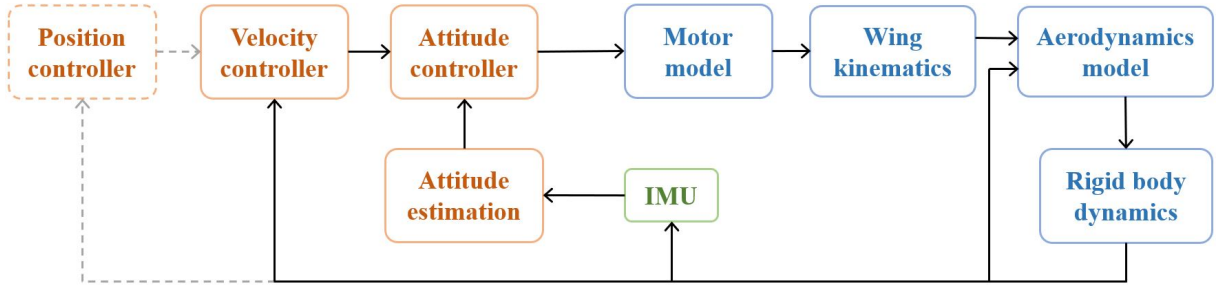 Position
controller
Velocity
controller
Attitude
controller
Motor
model
Wing
kinematics
Aerodynamics
model
Attitude
estimation
IMU
Rigid body
dynamics